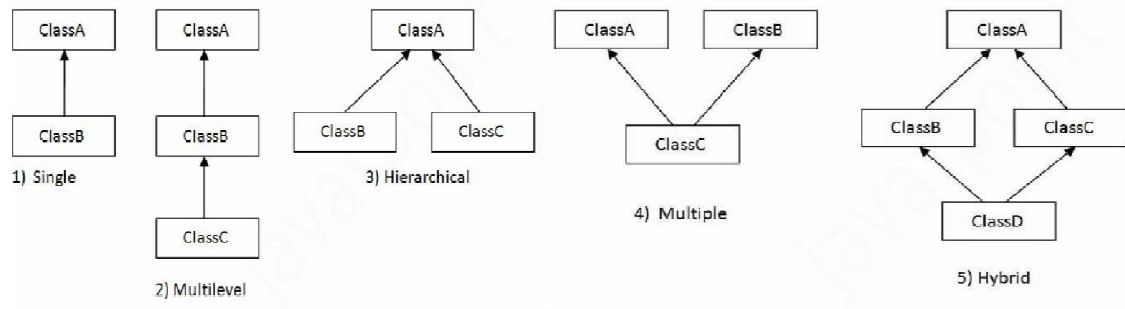 ClassA
ClassB
1) Single
ClassA
ClassB
ClassC
2) Multilevel
ClassA
ClassB
ClassC
3) Hierarchical
ClassA
ClassB
ClassC
4) Multiple
ClassA
ClassB
ClassC
ClassD
5) Hybrid